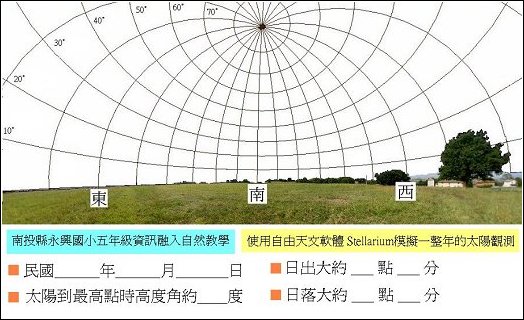 70°
60°
50°
40°
30°
20°
10°
東 南 西
南投縣永興國小五年級資訊融入自然教學
使用自由天文軟體 Stellarium模擬一整年的太陽觀測
民國______年______月______日
日出大約 ___ 點 ___ 分
太陽到最高點時高度角約____度
日落大約 ___ 點 ___ 分